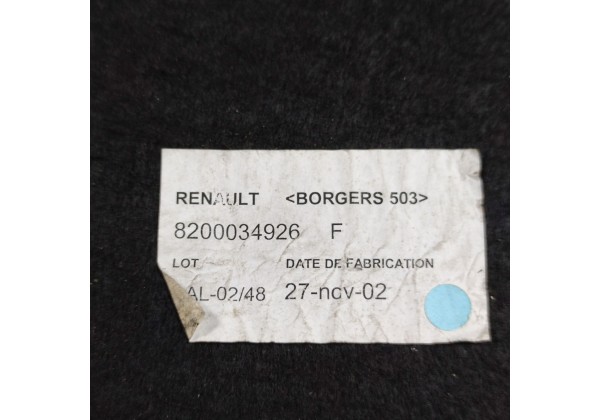 RENAULT <BORGERS 503>
8200034926 F
LOT DATE DE FABRICATION
AL-02/48 27-nov-02